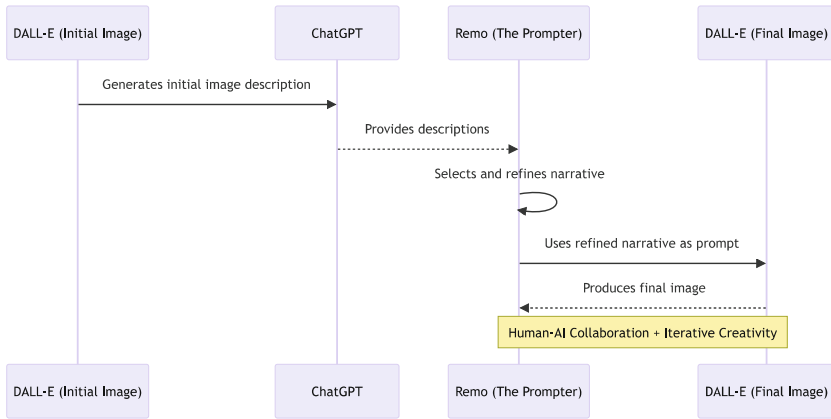 DALL-E (Initial Image)
ChatGPT
Remo (The Prompter)
DALL-E (Final Image)
Generates initial image description
Provides descriptions
Selects and refines narrative
Uses refined narrative as prompt
Produces final image
Human-AI Collaboration + Iterative Creativity
DALL-E (Initial Image)
ChatGPT
Remo (The Prompter)
DALL-E (Final Image)